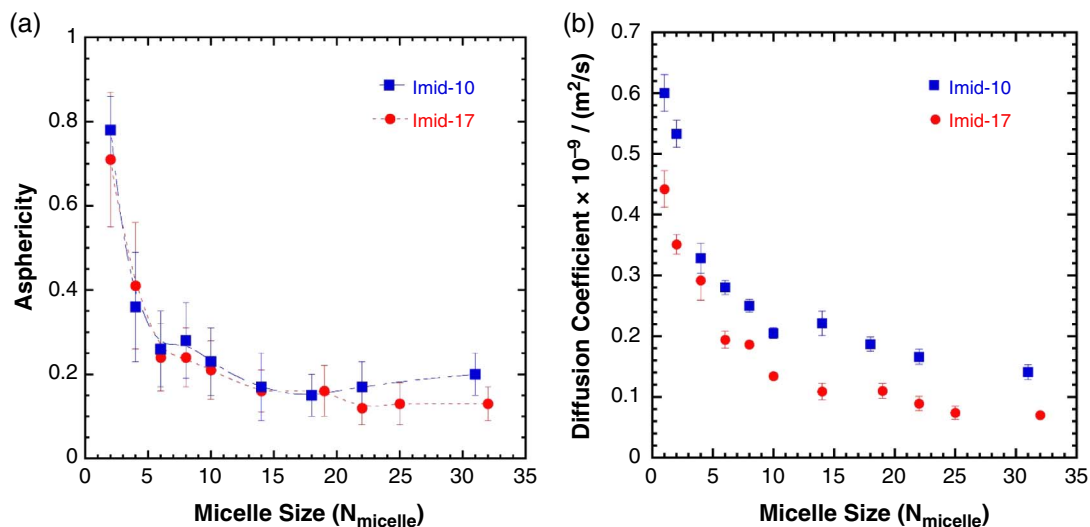 (a)
1
0.8
0.6
0.4
0.2
0
0 5 10 15 20 25 30 35
Asphericity
Micelle Size (N_micelle)
Imid-10
Imid-17
(b)
0.7
0.6
0.5
0.4
0.3
0.2
0.1
0
0 5 10 15 20 25 30 35
Diffusion Coefficient × 10⁻⁹ / (m²/s)
Micelle Size (N_micelle)
Imid-10
Imid-17